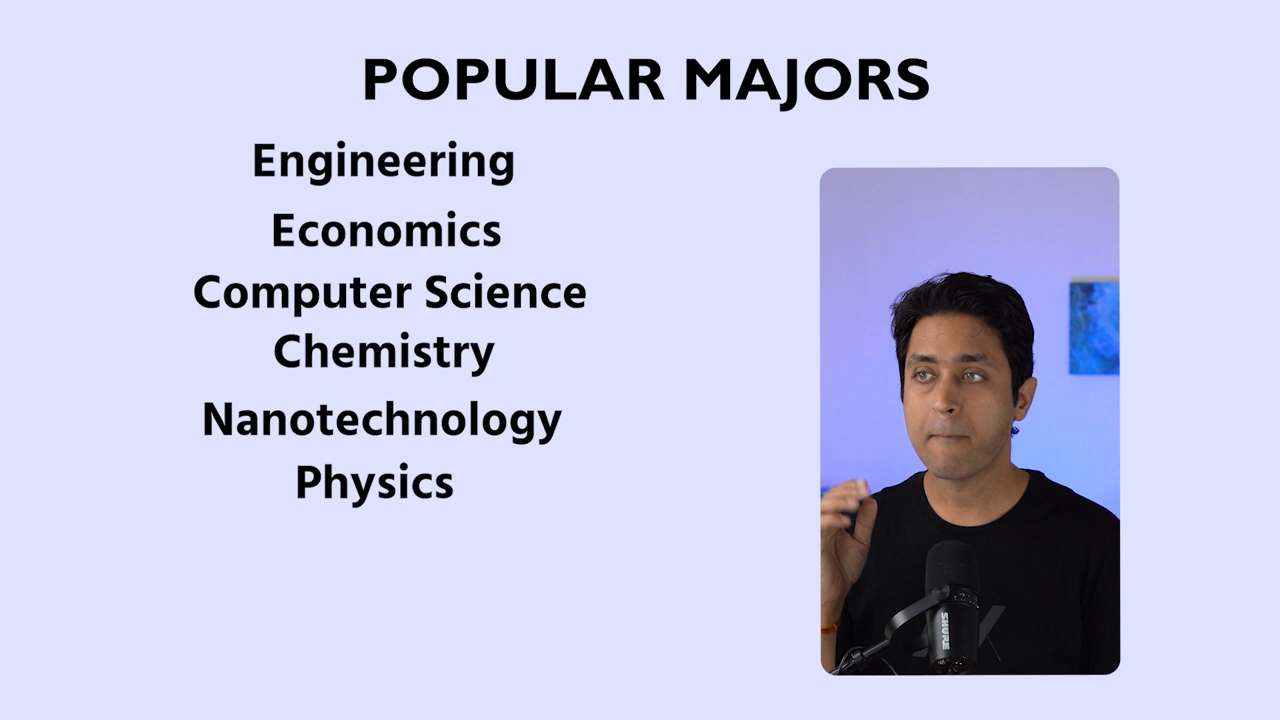 POPULAR MAJORS
Engineering
Economics
Computer Science
Chemistry
Nanotechnology
Physics
SHURE